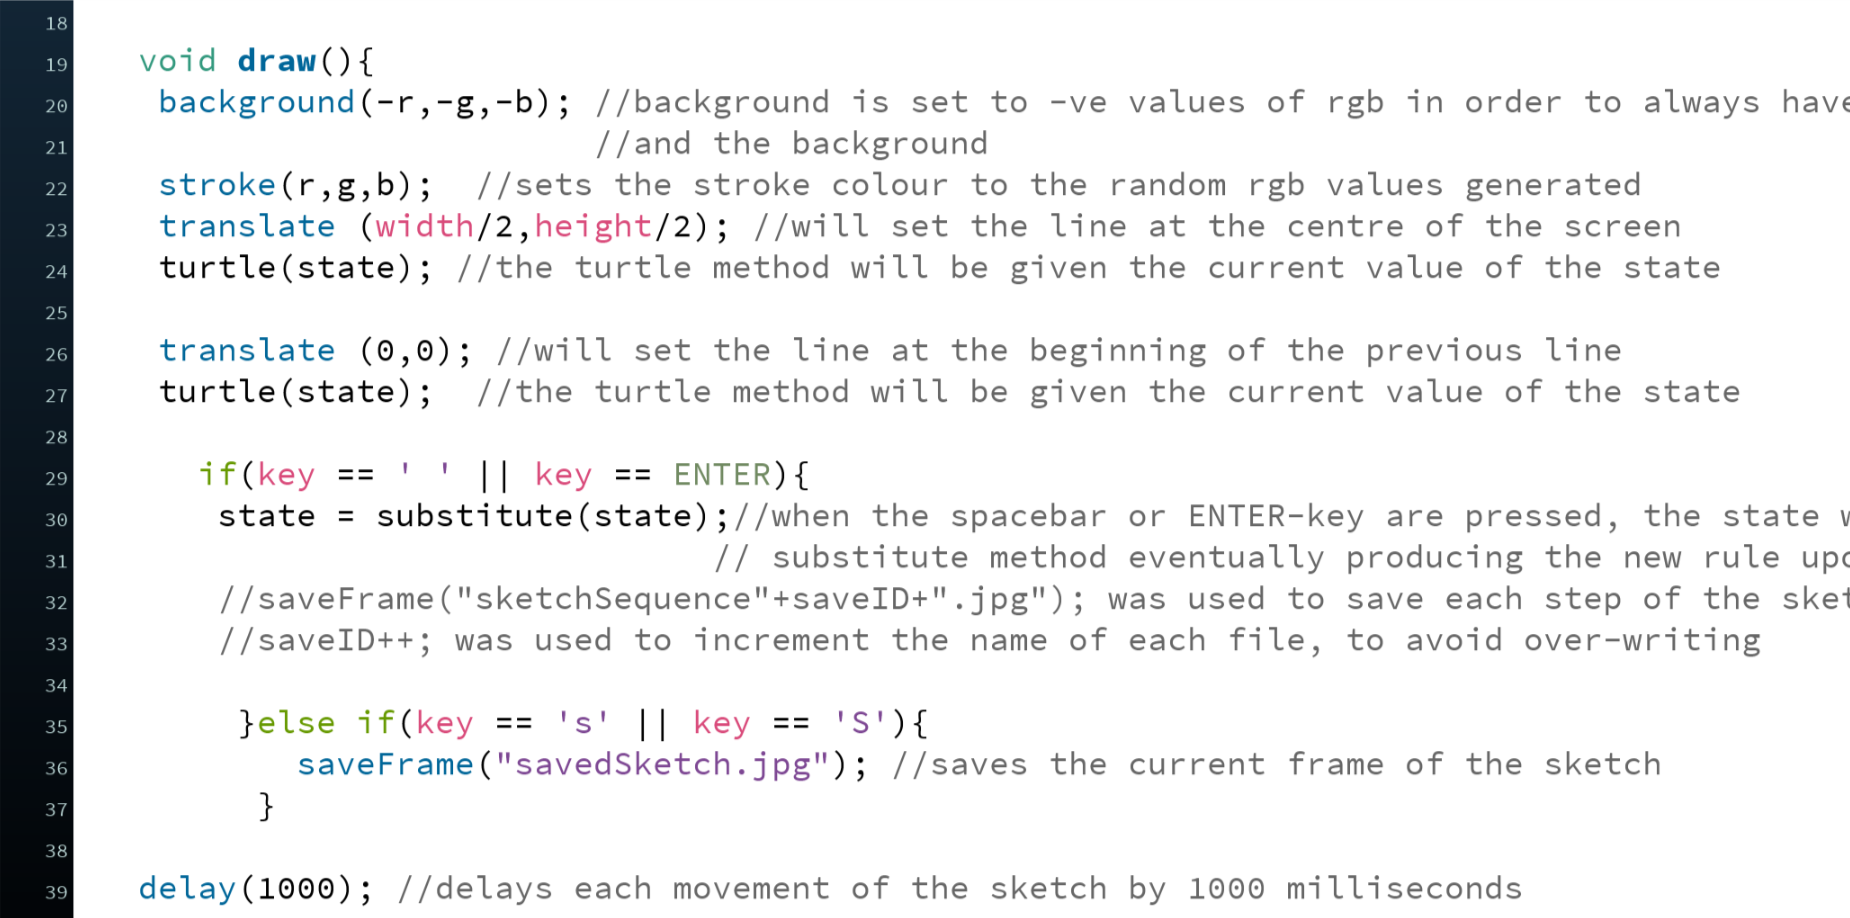 18
19 void draw(){
20 background(-r,-g,-b); //background is set to -ve values of rgb in order to always have
21 //and the background
22 stroke(r,g,b); //sets the stroke colour to the random rgb values generated
23 translate (width/2,height/2); //will set the line at the centre of the screen
24 turtle(state); //the turtle method will be given the current value of the state
25
26 translate (0,0); //will set the line at the beginning of the previous line
27 turtle(state); //the turtle method will be given the current value of the state
28
29 if(key == ' ' || key == ENTER){
30 state = substitute(state);//when the spacebar or ENTER-key are pressed, the state
31 // substitute method eventually producing the new rule
32 //saveFrame("sketchSequence"+saveID+".jpg"); was used to save each step of the
33 //saveID++; was used to increment the name of each file, to avoid over-writing
34
35 }else if(key == 's' || key == 'S'){
36 saveFrame("savedSketch.jpg"); //saves the current frame of the sketch
37 }
38
39 delay(1000); //delays each movement of the sketch by 1000 milliseconds